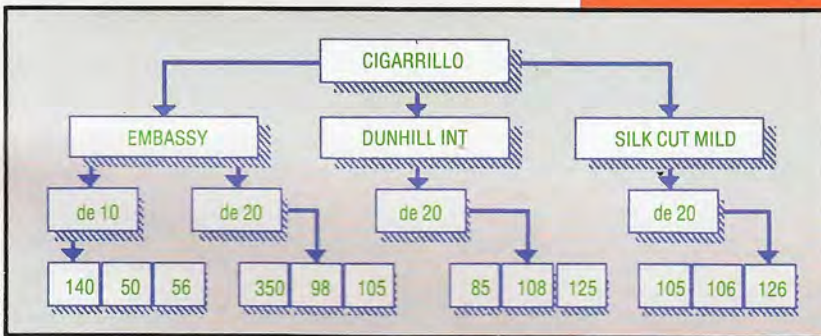 CIGARRILLO
EMBASSY DUNHILL INT SILK CUT MILD
de 10 de 20 de 20 de 20
140 50 56 350 98 105 85 108 125 105 106 126